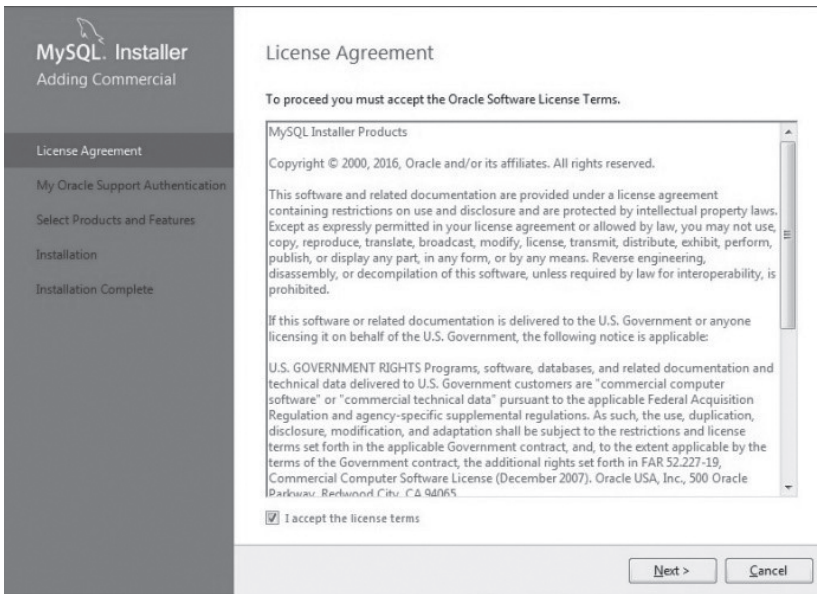 MySQL. Installer
Adding Commercial
License Agreement
My Oracle Support Authentication
Select Products and Features
Installation
Installation Complete
License Agreement
To proceed you must accept the Oracle Software License Terms.
MySQL Installer Products
Copyright © 2000, 2016, Oracle and/or its affiliates. All rights reserved.
This software and related documentation are provided under a license agreement
containing restrictions on use and disclosure and are protected by intellectual property laws.
Except as expressly permitted in your license agreement or allowed by law, you may not use,
copy, reproduce, translate, broadcast, modify, license, transmit, distribute, exhibit, perform,
publish, or display any part, in any form, or by any means. Reverse engineering,
disassembly, or decompilation of this software, unless required by law for interoperability, is
prohibited.
If this software or related documentation is delivered to the U.S. Government or anyone
licensing it on behalf of the U.S. Government, the following notice is applicable:
U.S. GOVERNMENT RIGHTS Programs, software, databases, and related documentation and
technical data delivered to U.S. Government customers are "commercial computer
software" or "commercial technical data" pursuant to the applicable Federal Acquisition
Regulation and agency-specific supplemental regulations. As such, the use, duplication,
disclosure, modification, and adaptation shall be subject to the restrictions and license
terms set forth in the applicable Government contract, and, to the extent applicable by the
terms of the Government contract, the additional rights set forth in FAR 52.227-19,
Commercial Computer Software License (December 2007). Oracle USA, Inc., 500 Oracle
Parkway, Redwood City, CA 94065
I accept the license terms
Next >
Cancel